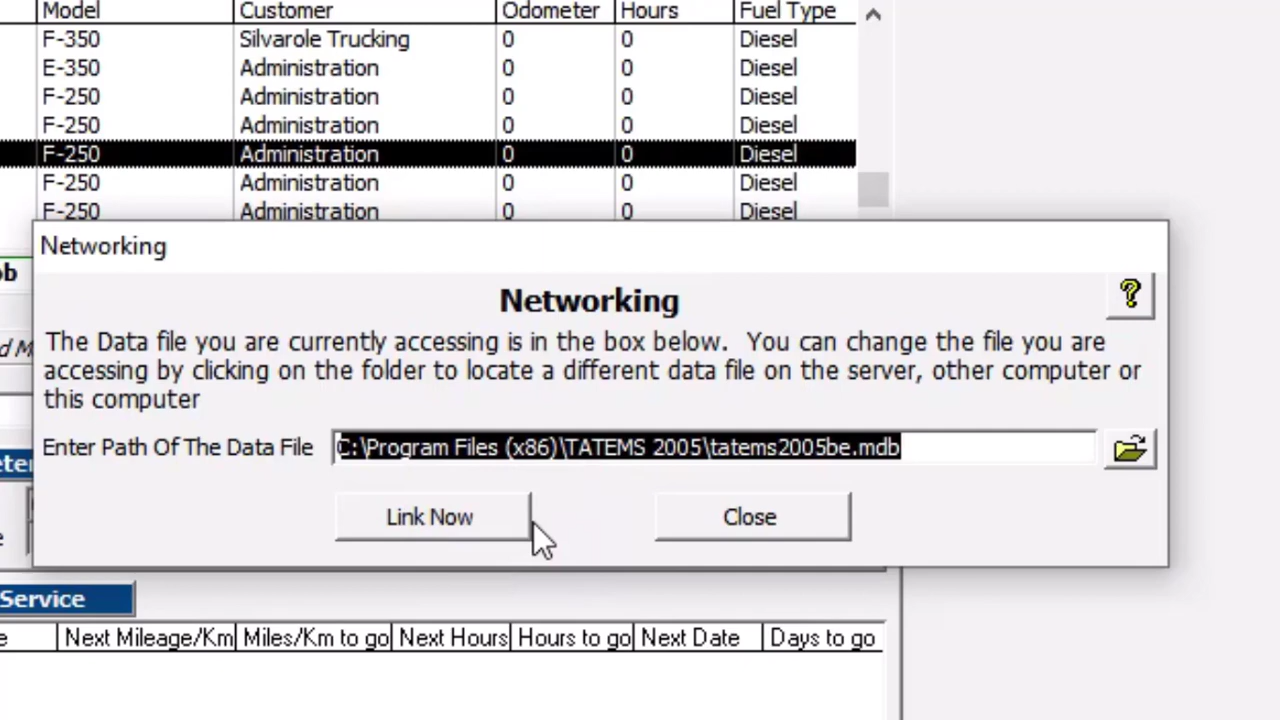 Model Customer Odometer Hours Fuel Type
F-350 Silvarole Trucking 0 0 Diesel
E-350 Administration 0 0 Diesel
F-250 Administration 0 0 Diesel
F-250 Administration 0 0 Diesel
F-250 Administration 0 0 Diesel
F-250 Administration 0 0 Diesel
F-250 Administration 0 0 Diesel
Networking
Networking
?
The Data file you are currently accessing is in the box below. You can change the file you are
accessing by clicking on the folder to locate a different data file on the server, other computer or
this computer
Enter Path Of The Data File C:\Program Files (x86)\TATEMS 2005\tatems2005be.mdb
Link Now Close
Service
Next Mileage/Km Miles/Km to go Next Hours Hours to go Next Date Days to go